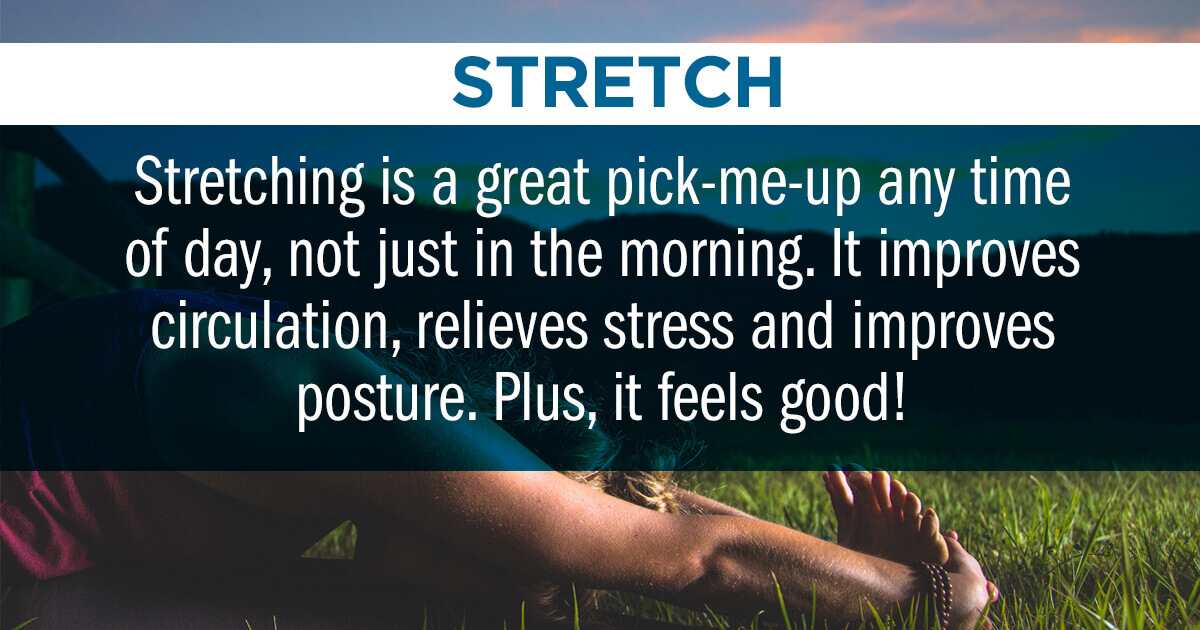 STRETCH
Stretching is a great pick-me-up any time
of day, not just in the morning. It improves
circulation, relieves stress and improves
posture. Plus, it feels good!